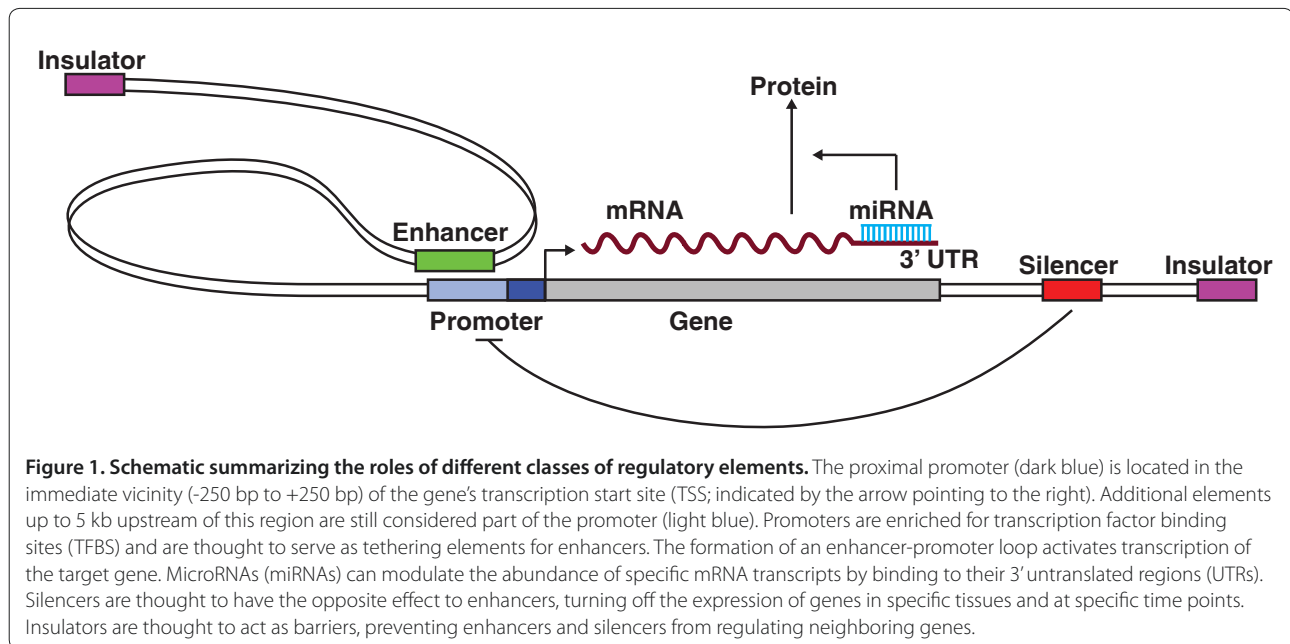 Insulator
Protein
mRNA
miRNA
Enhancer
3’ UTR
Silencer
Insulator
Promoter
Gene
Figure 1. Schematic summarizing the roles of different classes of regulatory elements. The proximal promoter (dark blue) is located in the
immediate vicinity (-250 bp to +250 bp) of the gene’s transcription start site (TSS; indicated by the arrow pointing to the right). Additional elements
up to 5 kb upstream of this region are still considered part of the promoter (light blue). Promoters are enriched for transcription factor binding
sites (TFBS) and are thought to serve as tethering elements for enhancers. The formation of an enhancer-promoter loop activates transcription of
the target gene. MicroRNAs (miRNAs) can modulate the abundance of specific mRNA transcripts by binding to their 3’ untranslated regions (UTRs).
Silencers are thought to have the opposite effect to enhancers, turning off the expression of genes in specific tissues and at specific time points.
Insulators are thought to act as barriers, preventing enhancers and silencers from regulating neighboring genes.